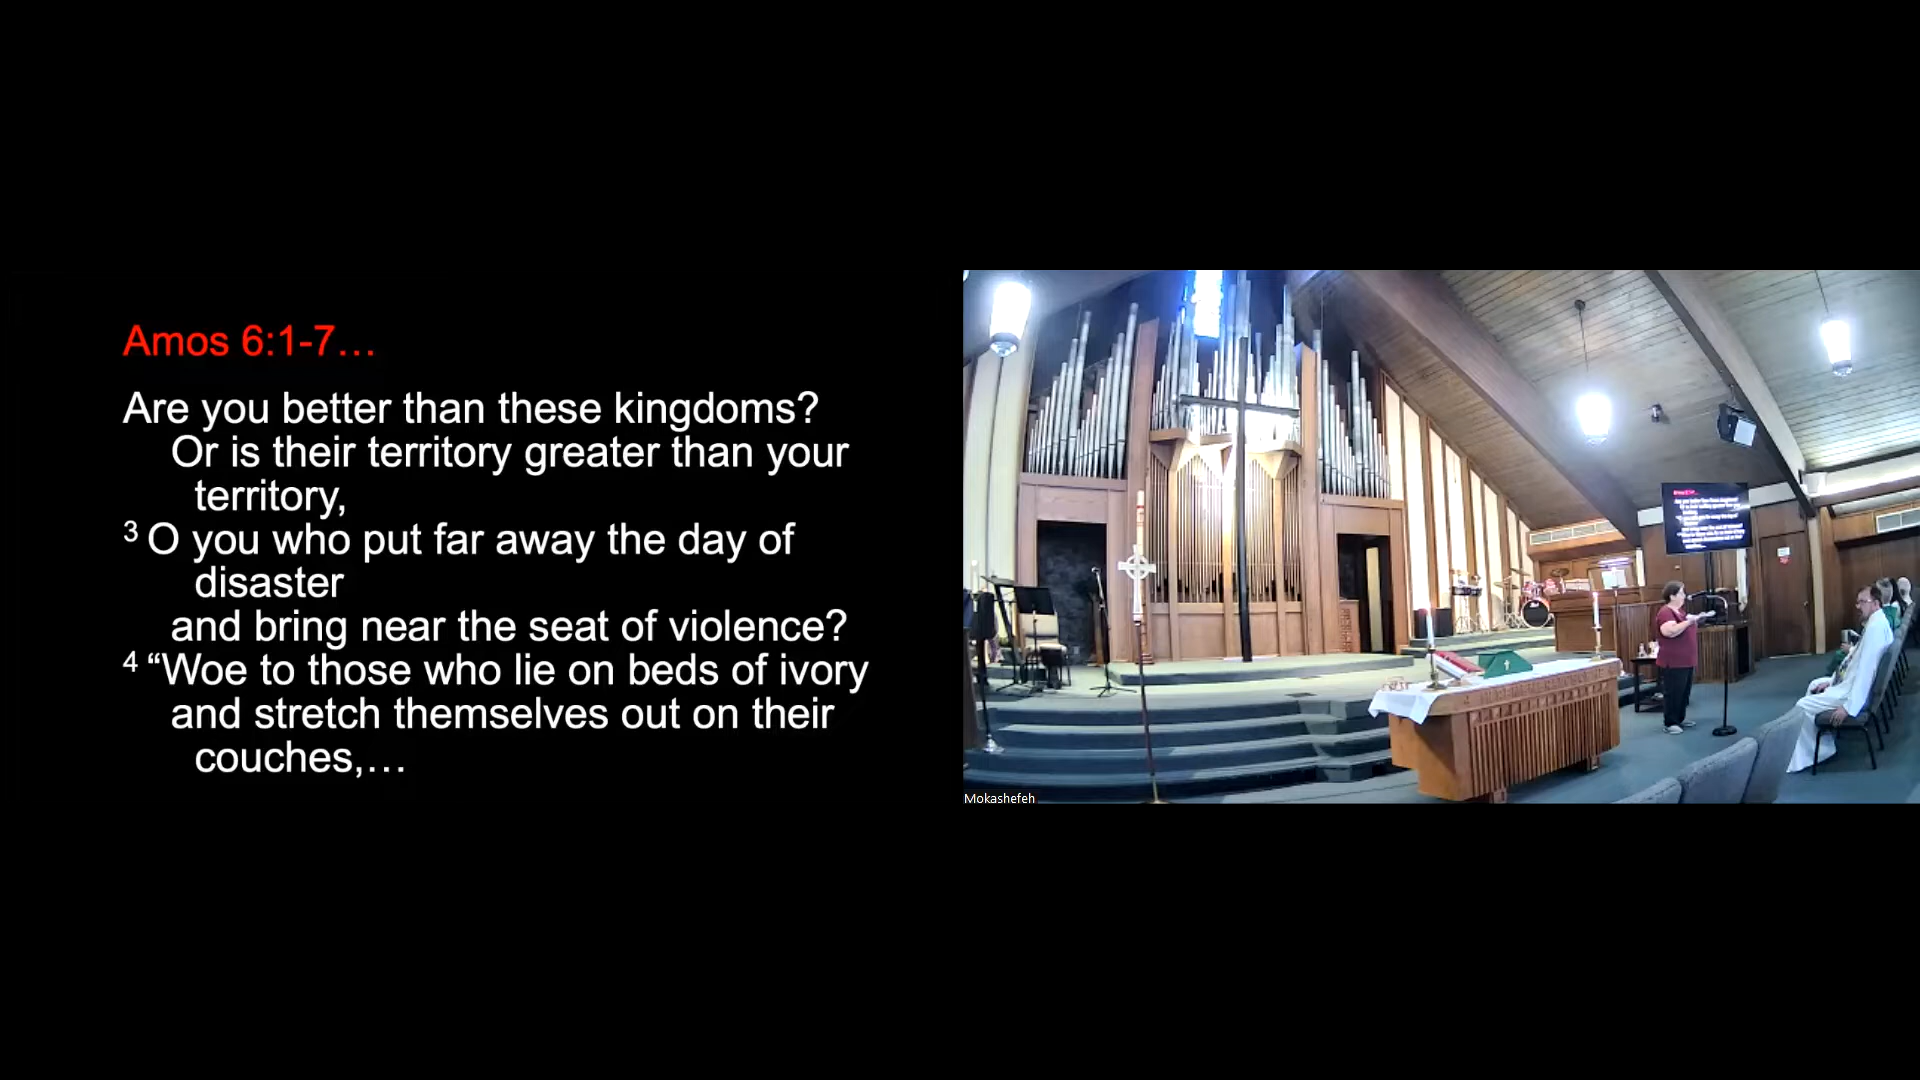 Amos 6:1-7…
Are you better than these kingdoms?
Or is their territory greater than your
territory,
3 O you who put far away the day of
disaster
and bring near the seat of violence?
4 “Woe to those who lie on beds of ivory
and stretch themselves out on their
couches,…
Mokashefeh